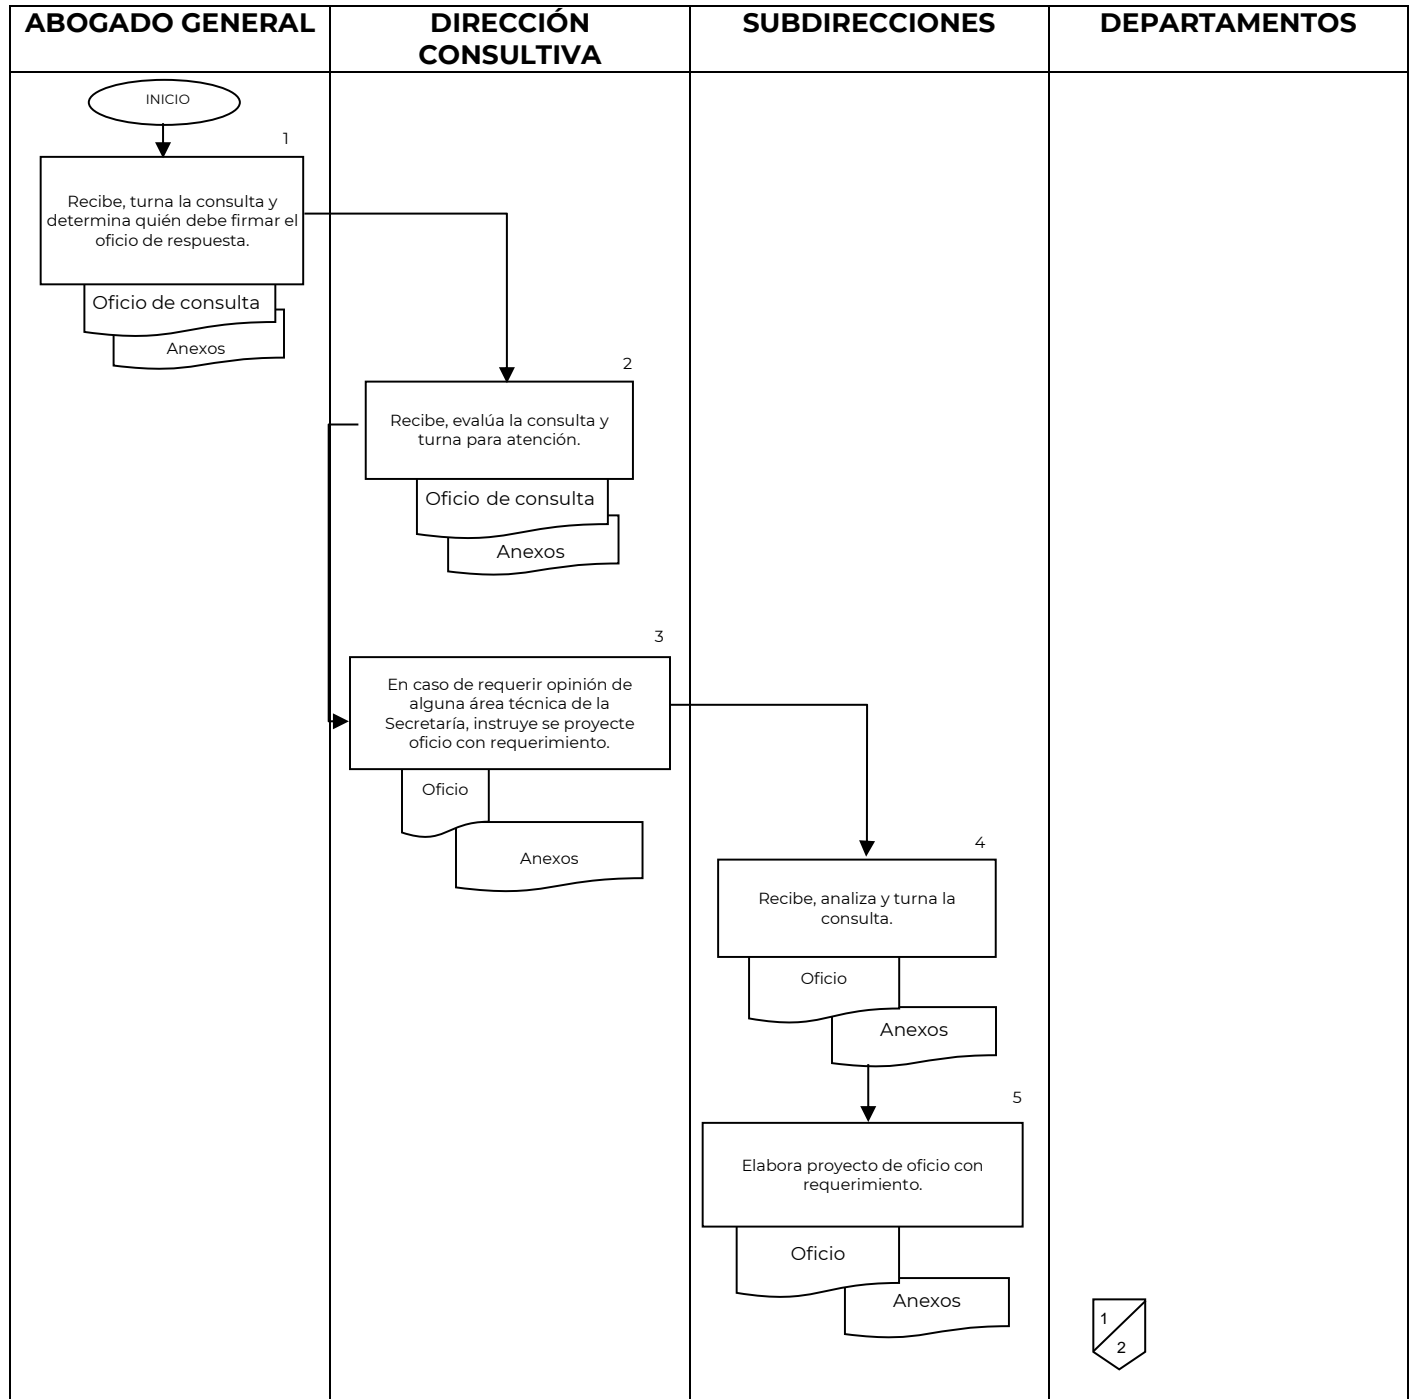 ABOGADO GENERAL
DIRECCIÓN
CONSULTIVA
SUBDIRECCIONES
DEPARTAMENTOS
INICIO
1
Recibe, turna la consulta y
determina quién debe firmar el
oficio de respuesta.
Oficio de consulta
Anexos
2
Recibe, evalúa la consulta y
turna para atención.
Oficio de consulta
Anexos
3
En caso de requerir opinión de
alguna área técnica de la
Secretaría, instruye se proyecte
oficio con requerimiento.
Oficio
Anexos
4
Recibe, analiza y turna la
consulta.
Oficio
Anexos
5
Elabora proyecto de oficio con
requerimiento.
Oficio
Anexos
1
2